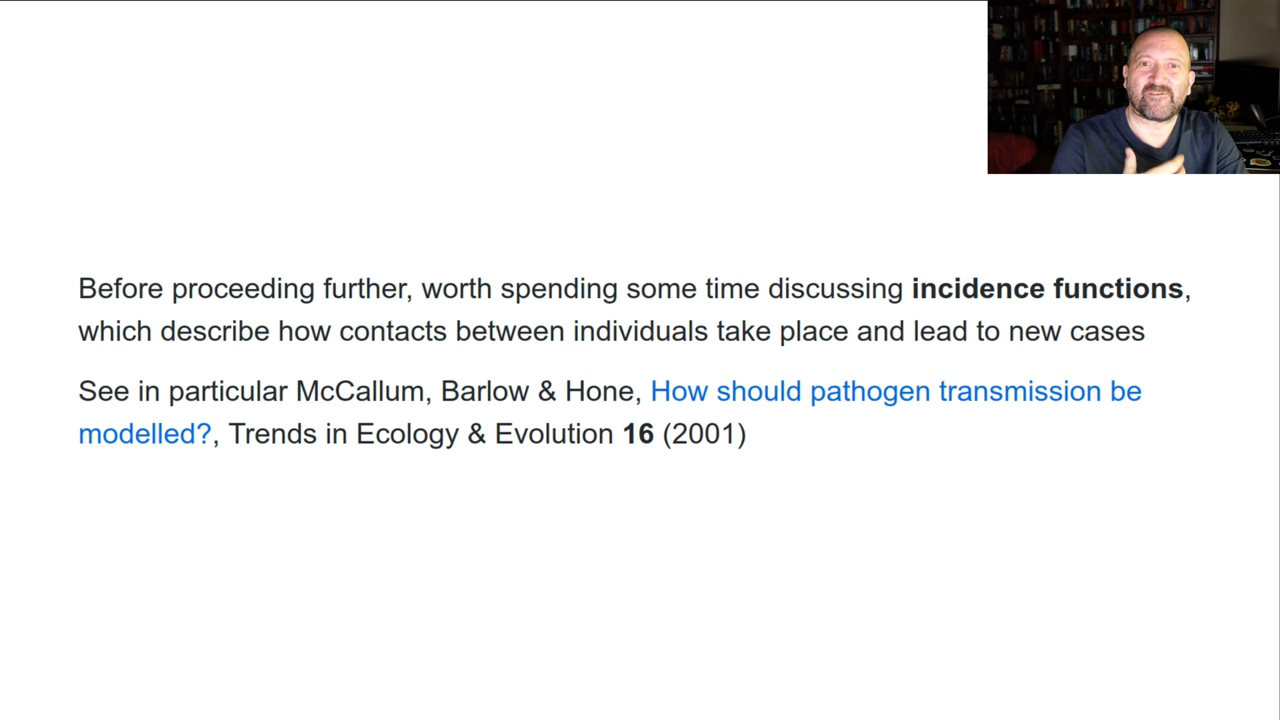 Before proceeding further, worth spending some time discussing incidence functions,
which describe how contacts between individuals take place and lead to new cases
See in particular McCallum, Barlow & Hone, How should pathogen transmission be
modelled?, Trends in Ecology & Evolution 16 (2001)